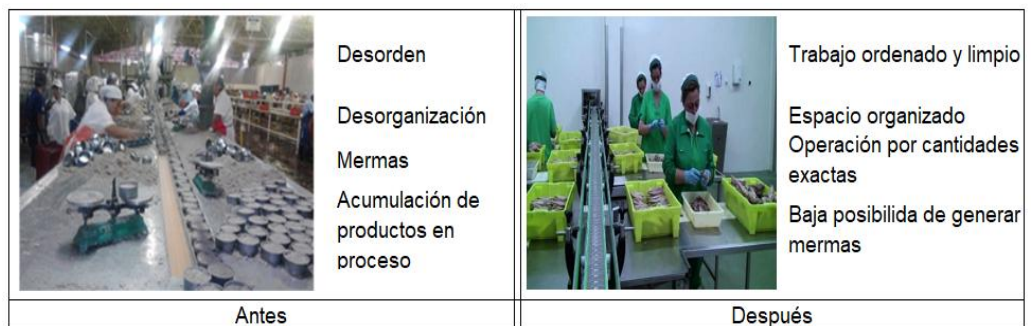 Desorden
Desorganización
Mermas
Acumulación de
productos en
proceso
Antes
Trabajo ordenado y limpio
Espacio organizado
Operación por cantidades
exactas
Baja posibilida de generar
mermas
Después